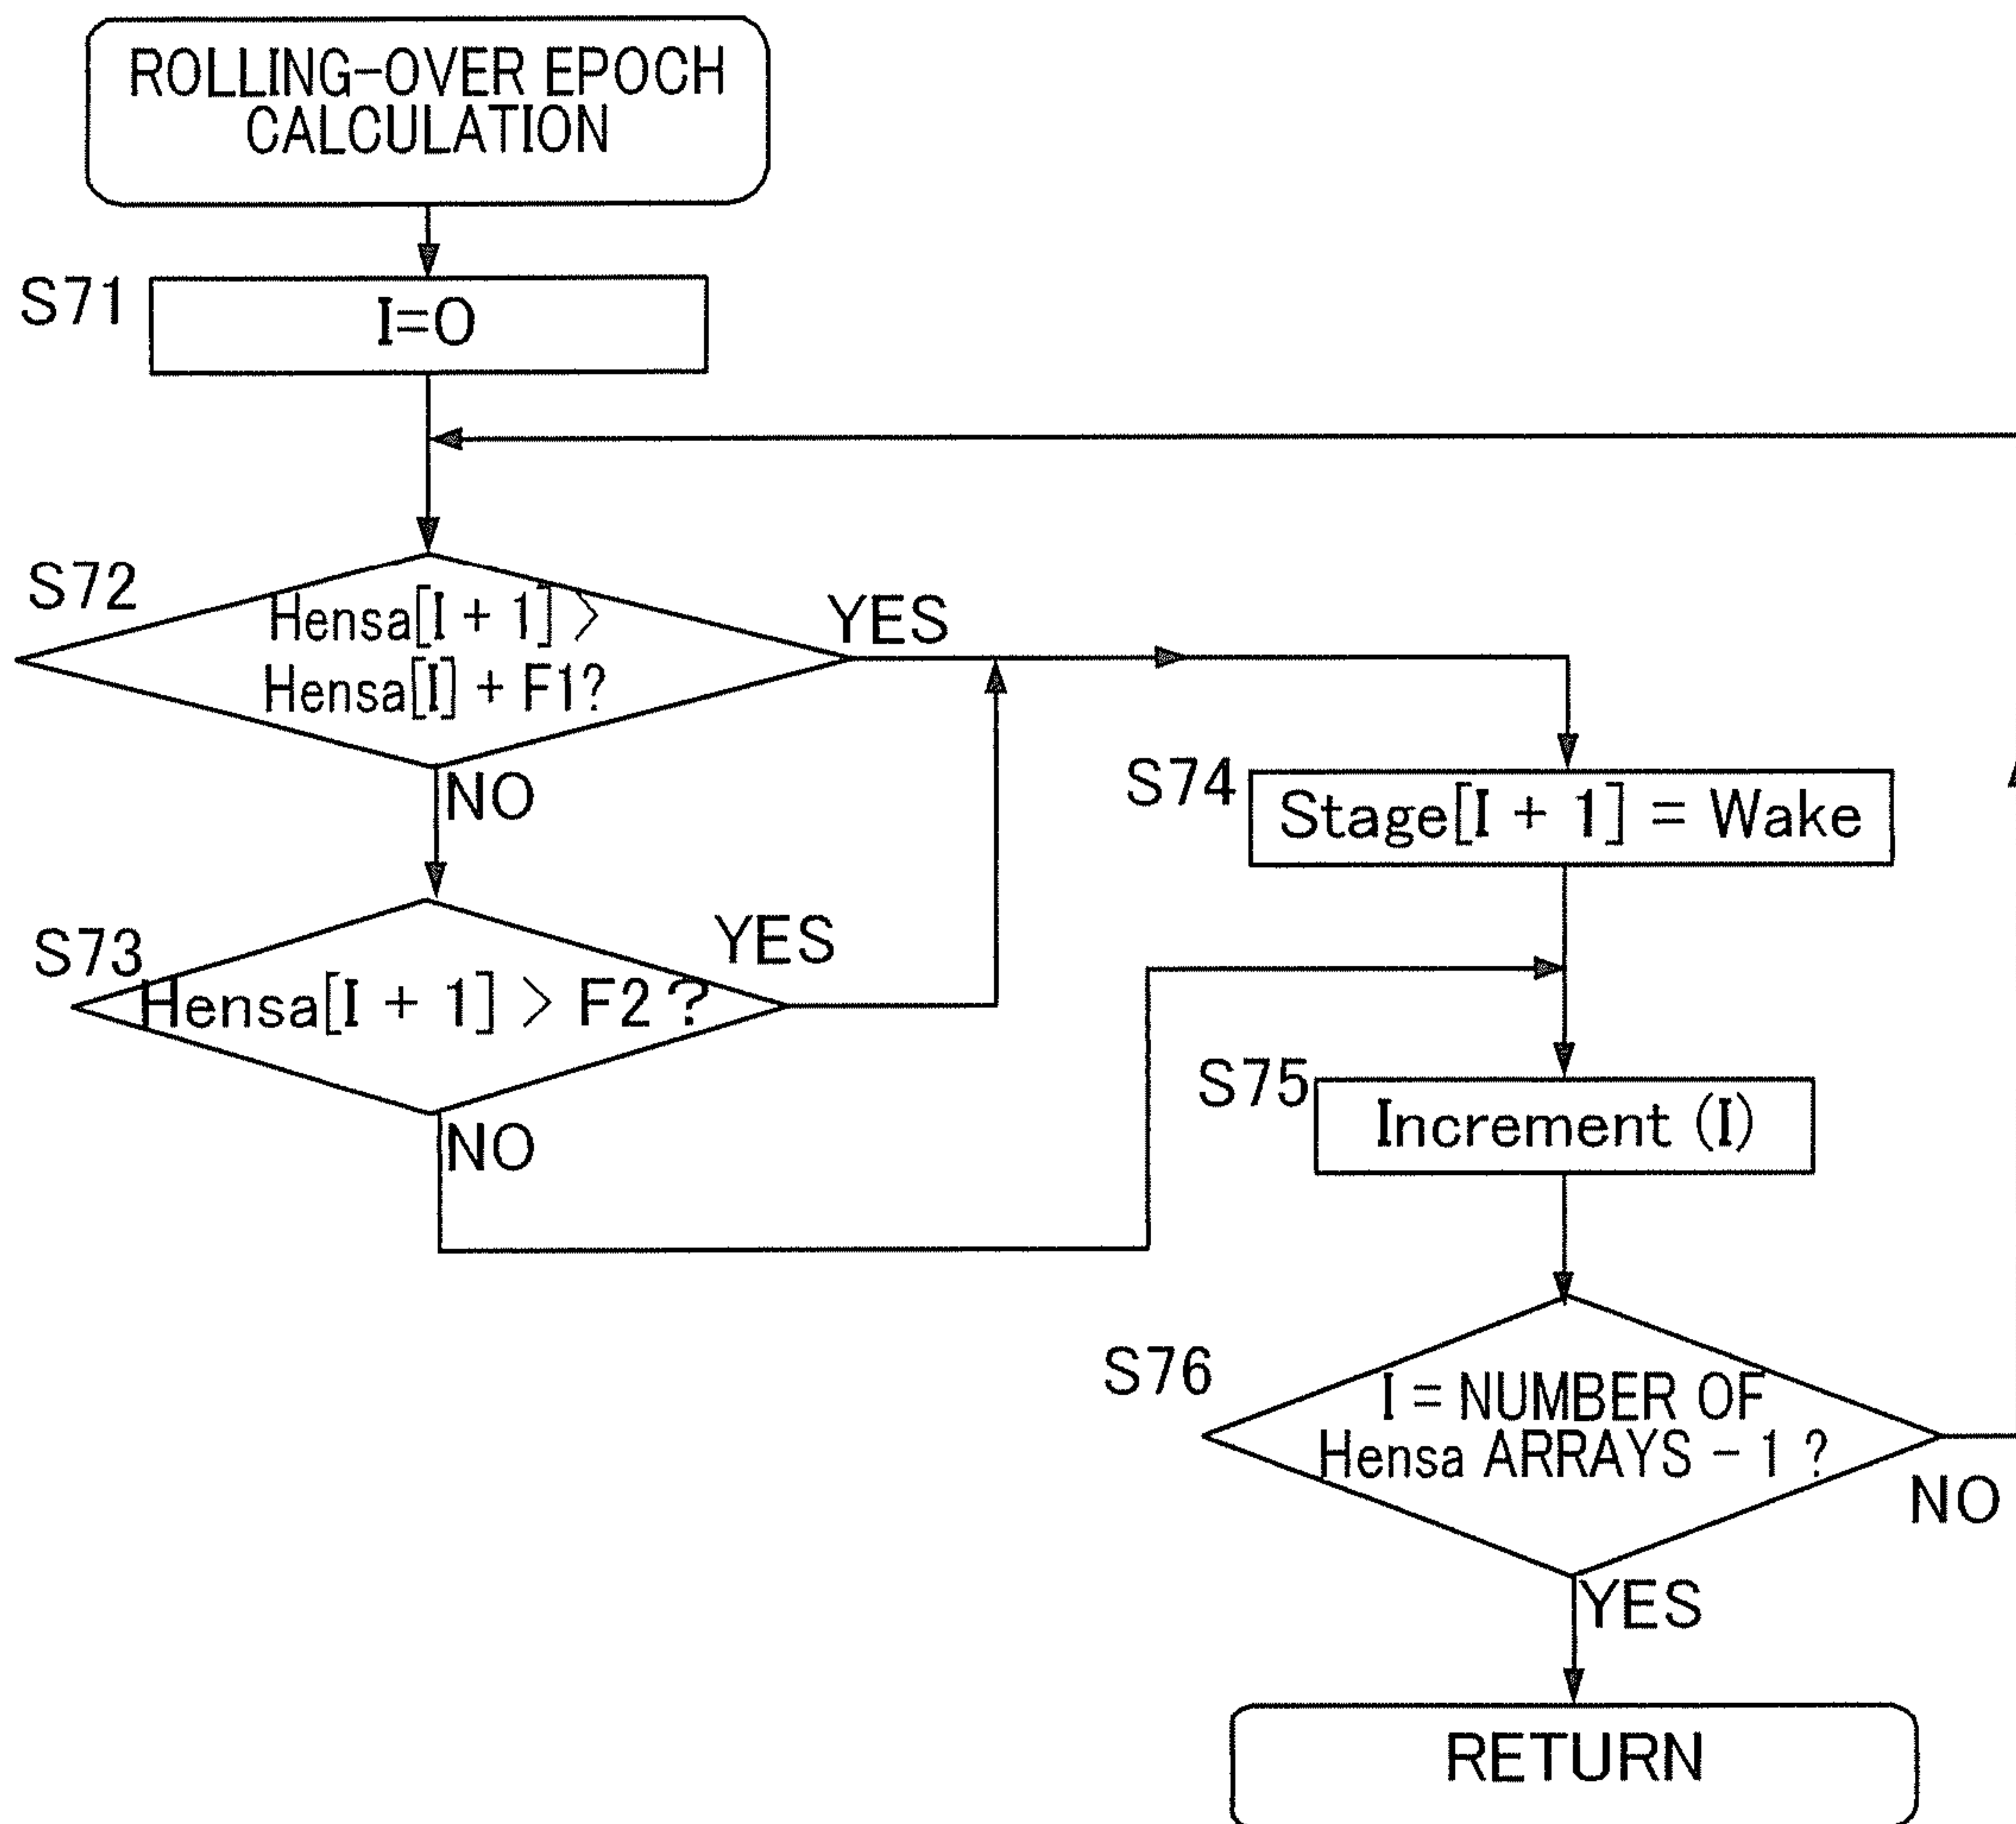 ROLLING-OVER EPOCH
CALCULATION
S71
I=0
S72
Hensa[I + 1] >
Hensa[I] + F1?
YES
NO
S73
Hensa[I + 1] > F2 ?
YES
NO
S74
Stage[I + 1] = Wake
S75
Increment (I)
S76
I = NUMBER OF
Hensa ARRAYS - 1 ?
NO
YES
RETURN